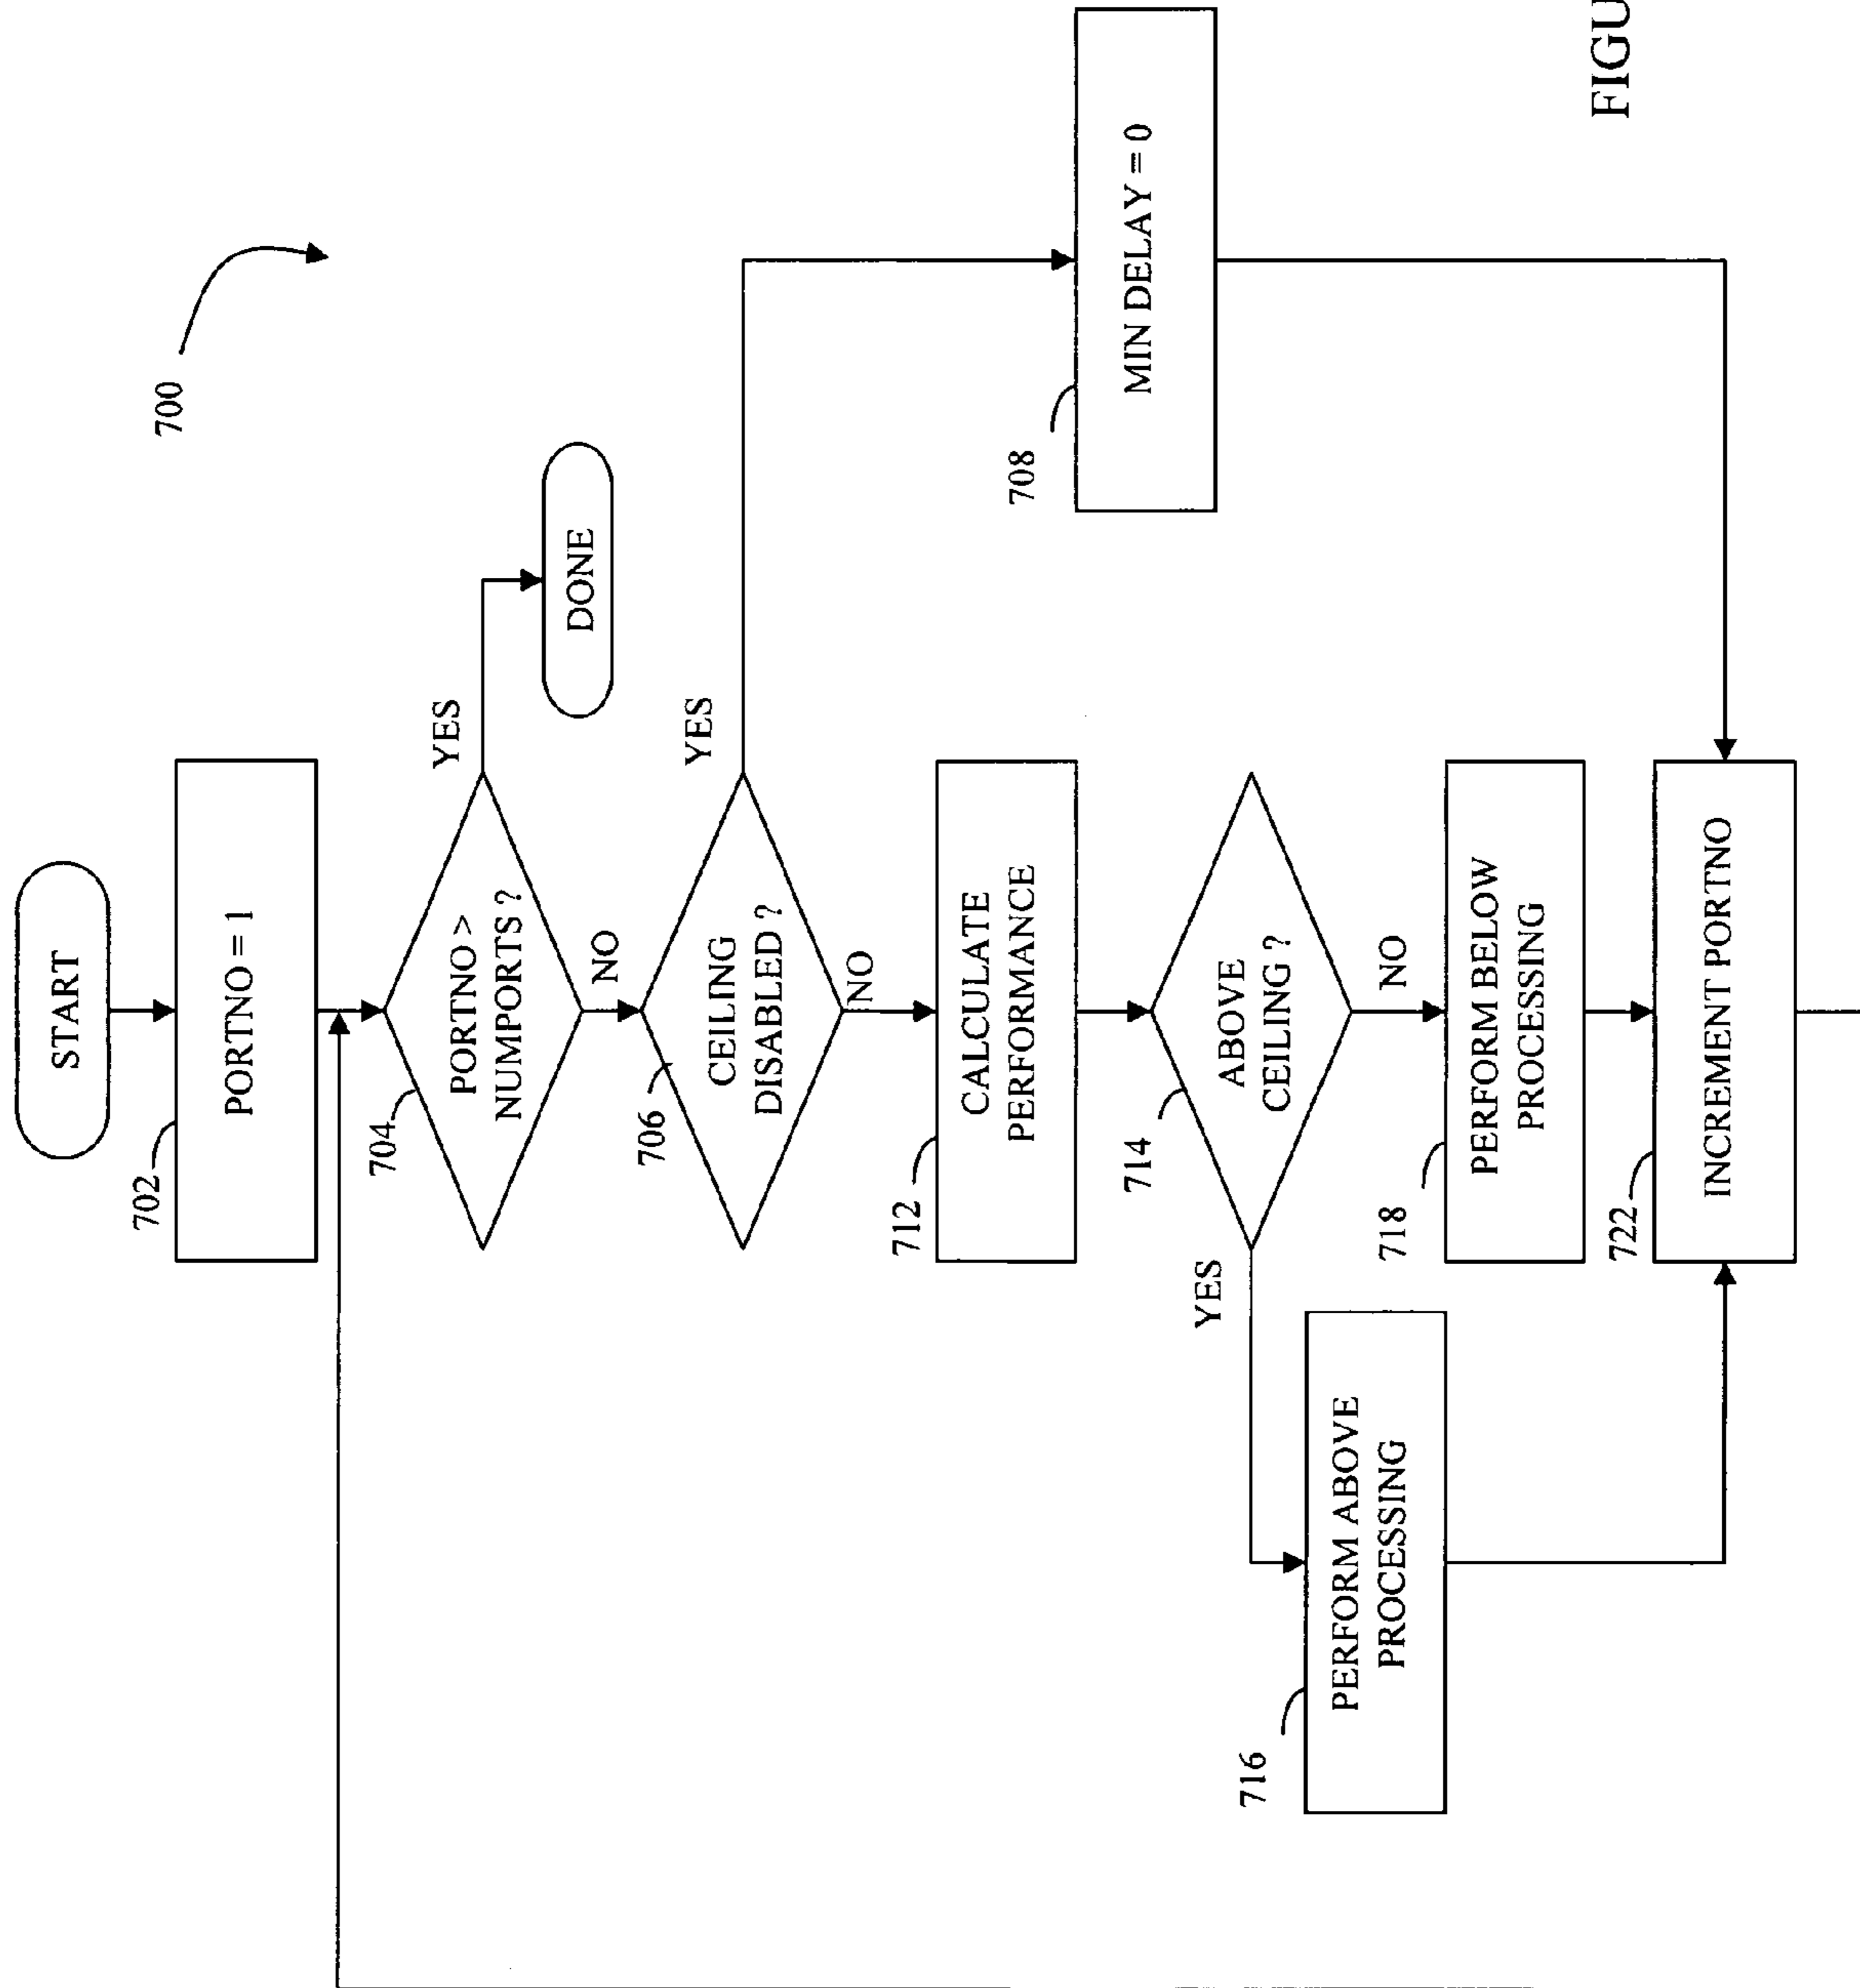 START
700
702
PORTNO = 1
704
PORTNO >
NUMPORTS ?
YES
DONE
NO
706
CEILING
DISABLED ?
YES
NO
708
MIN DELAY = 0
712
CALCULATE
PERFORMANCE
714
ABOVE
CEILING ?
YES
NO
716
PERFORM ABOVE
PROCESSING
718
PERFORM BELOW
PROCESSING
722
INCREMENT PORTNO
FIGU